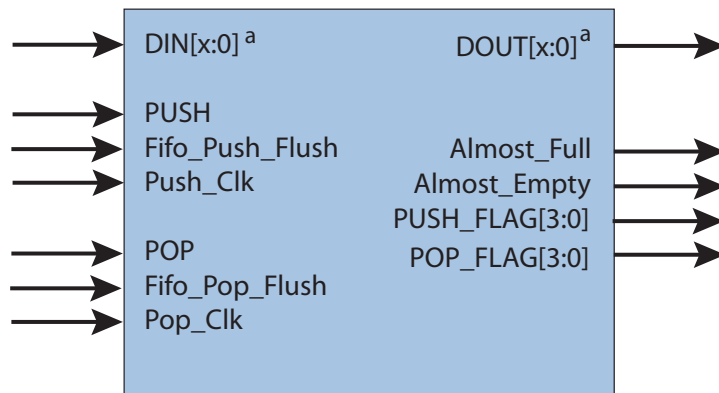 DIN[x:0] a
DOUT[x:0] a
PUSH
Fifo_Push_Flush
Push_Clk
Almost_Full
Almost_Empty
PUSH_FLAG[3:0]
POP_FLAG[3:0]
POP
Fifo_Pop_Flush
Pop_Clk